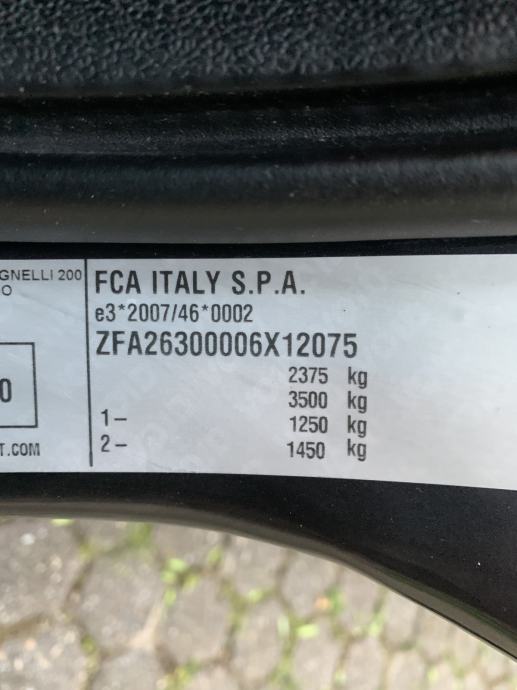 GNELLI 200
O
0
T.COM
FCA ITALY S.P.A.
e3*2007/46*0002
ZFA26300006X12075
2375 kg
3500 kg
1– 1250 kg
2– 1450 kg